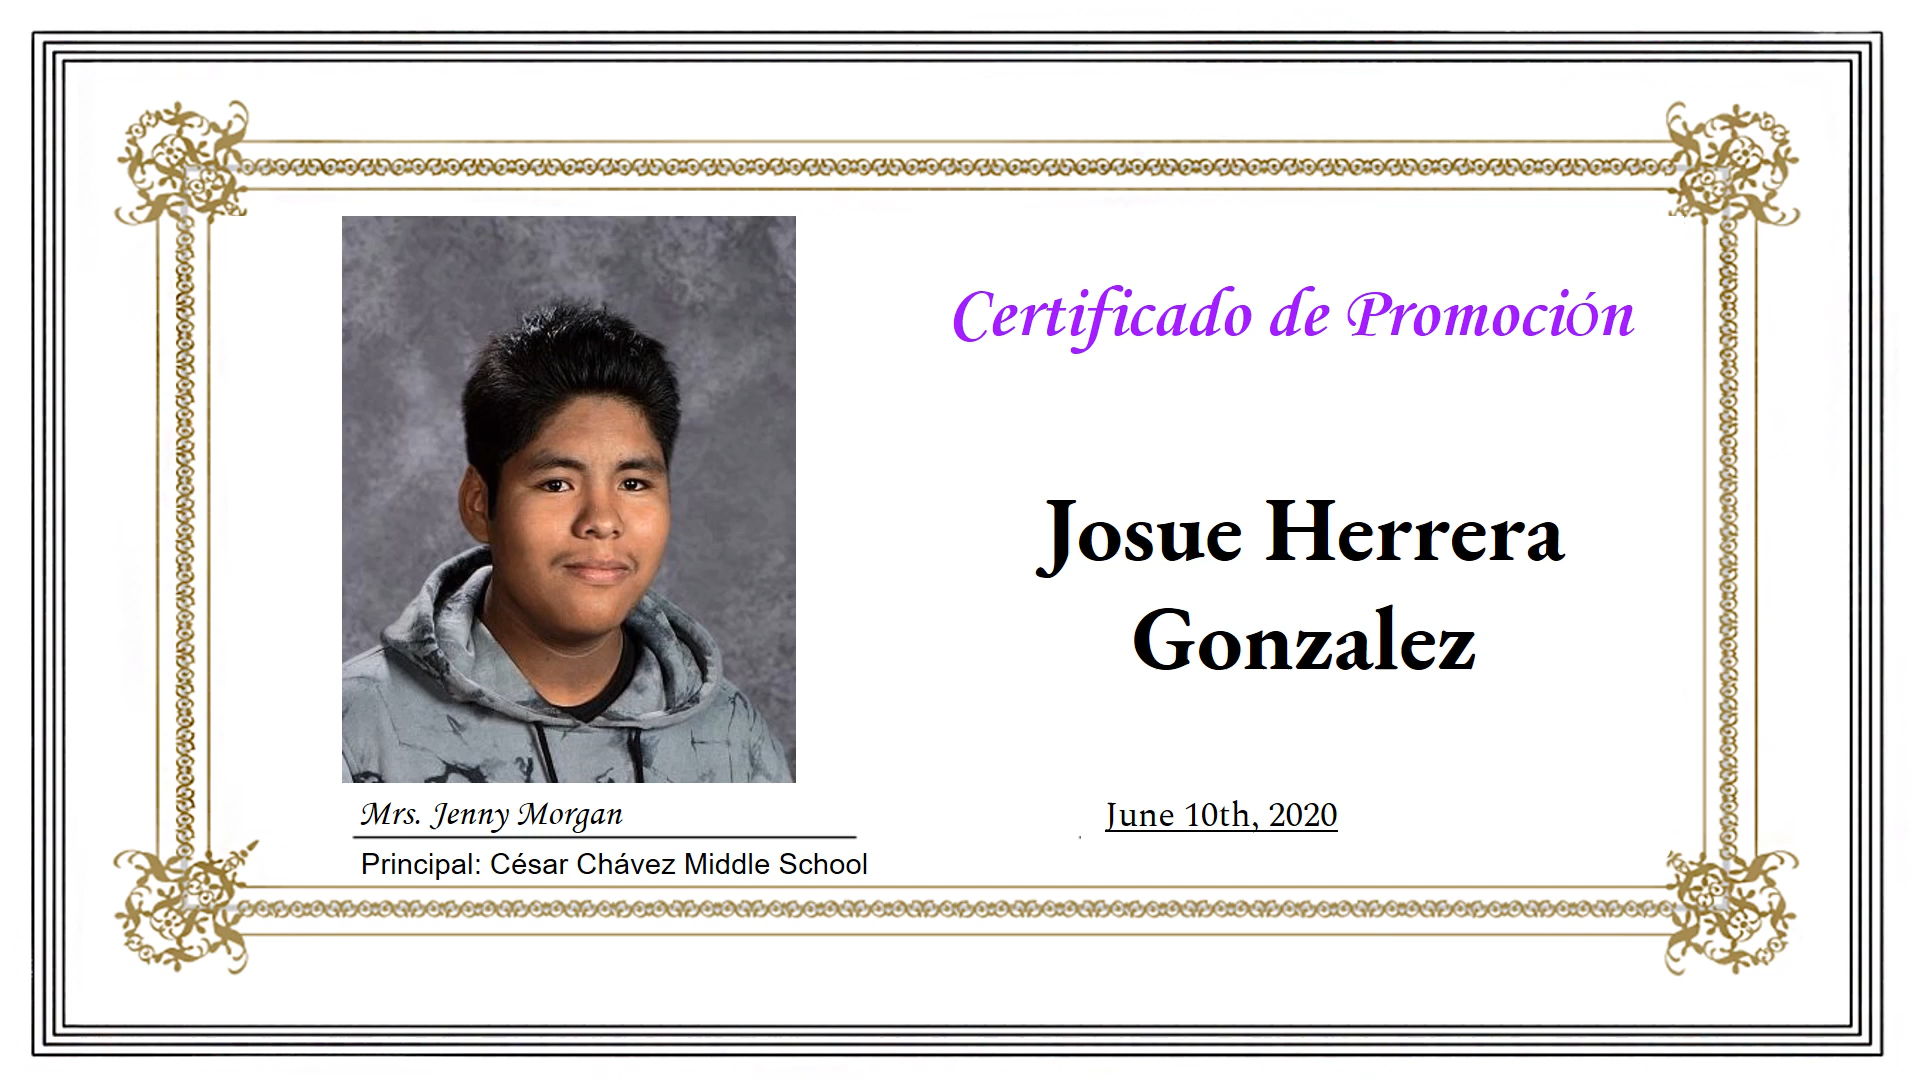 Certificado de Promoción
Josue Herrera
Gonzalez
Mrs. Jenny Morgan
June 10th, 2020
Principal: César Chávez Middle School